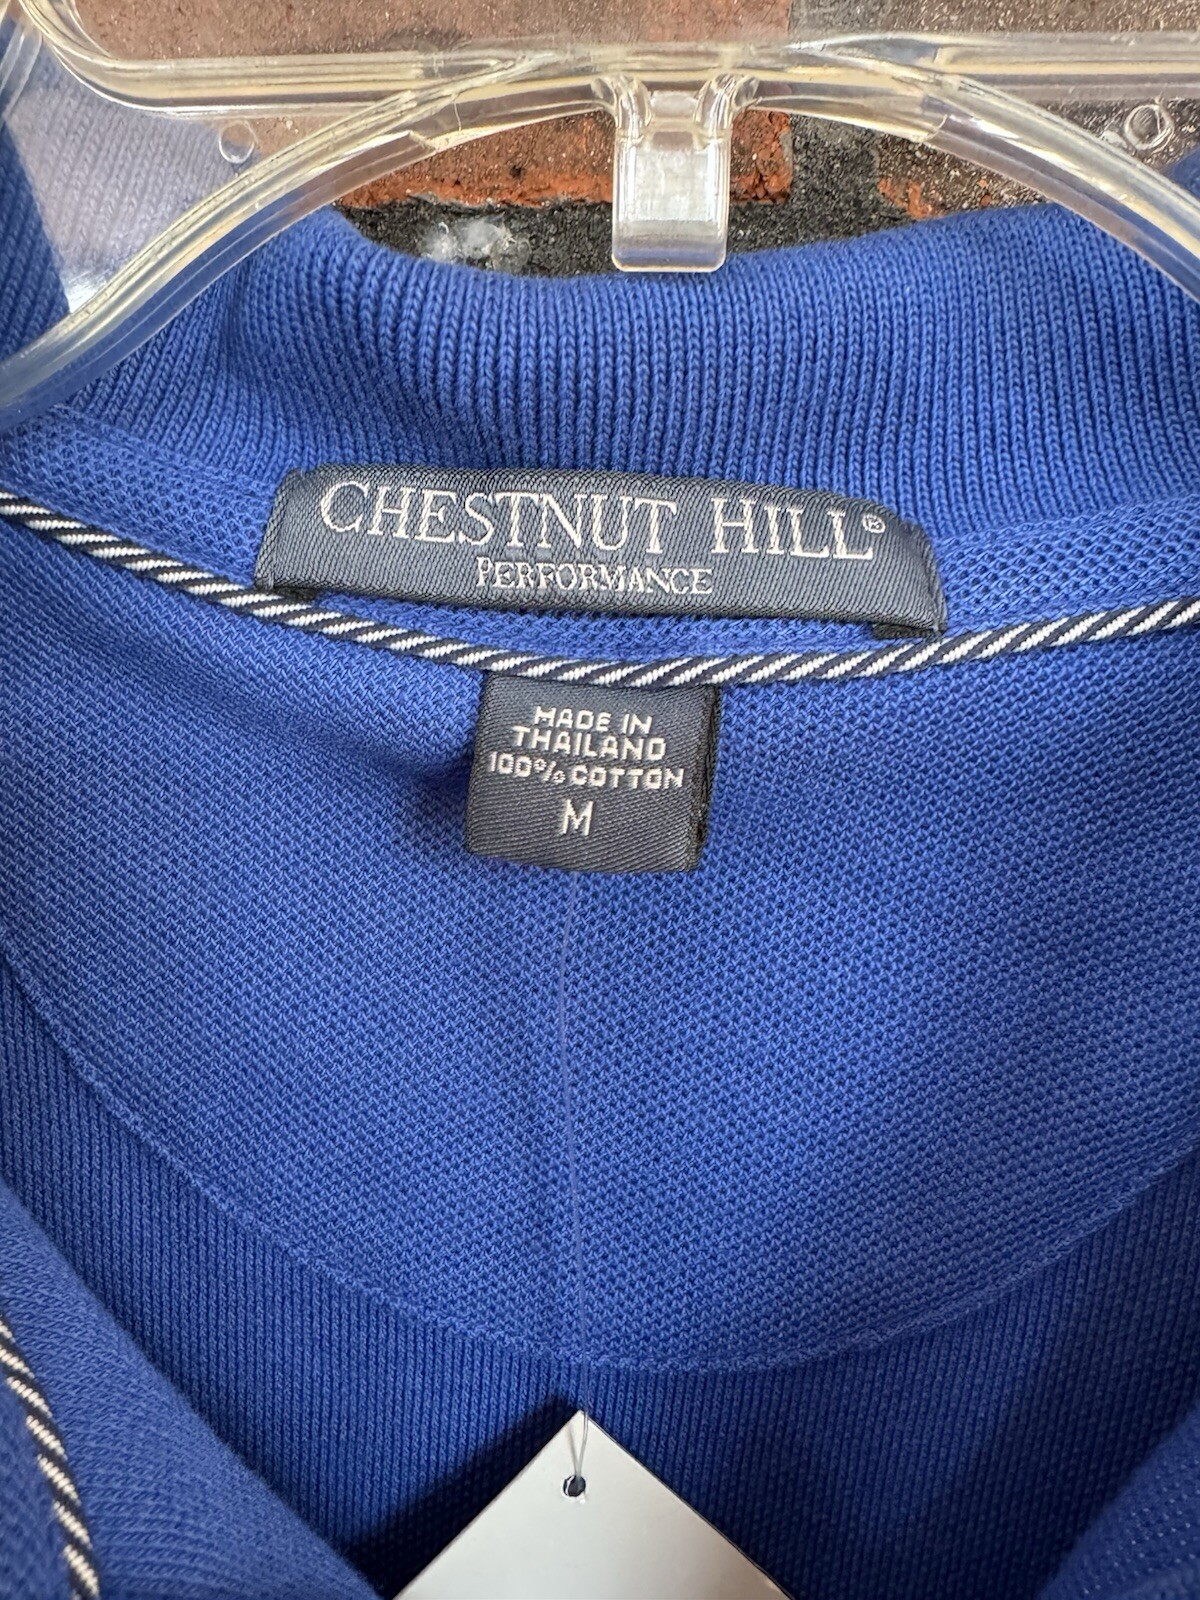 CHESTNUT HILL®
PERFORMANCE
MADE IN
THAILAND
100% COTTON
M